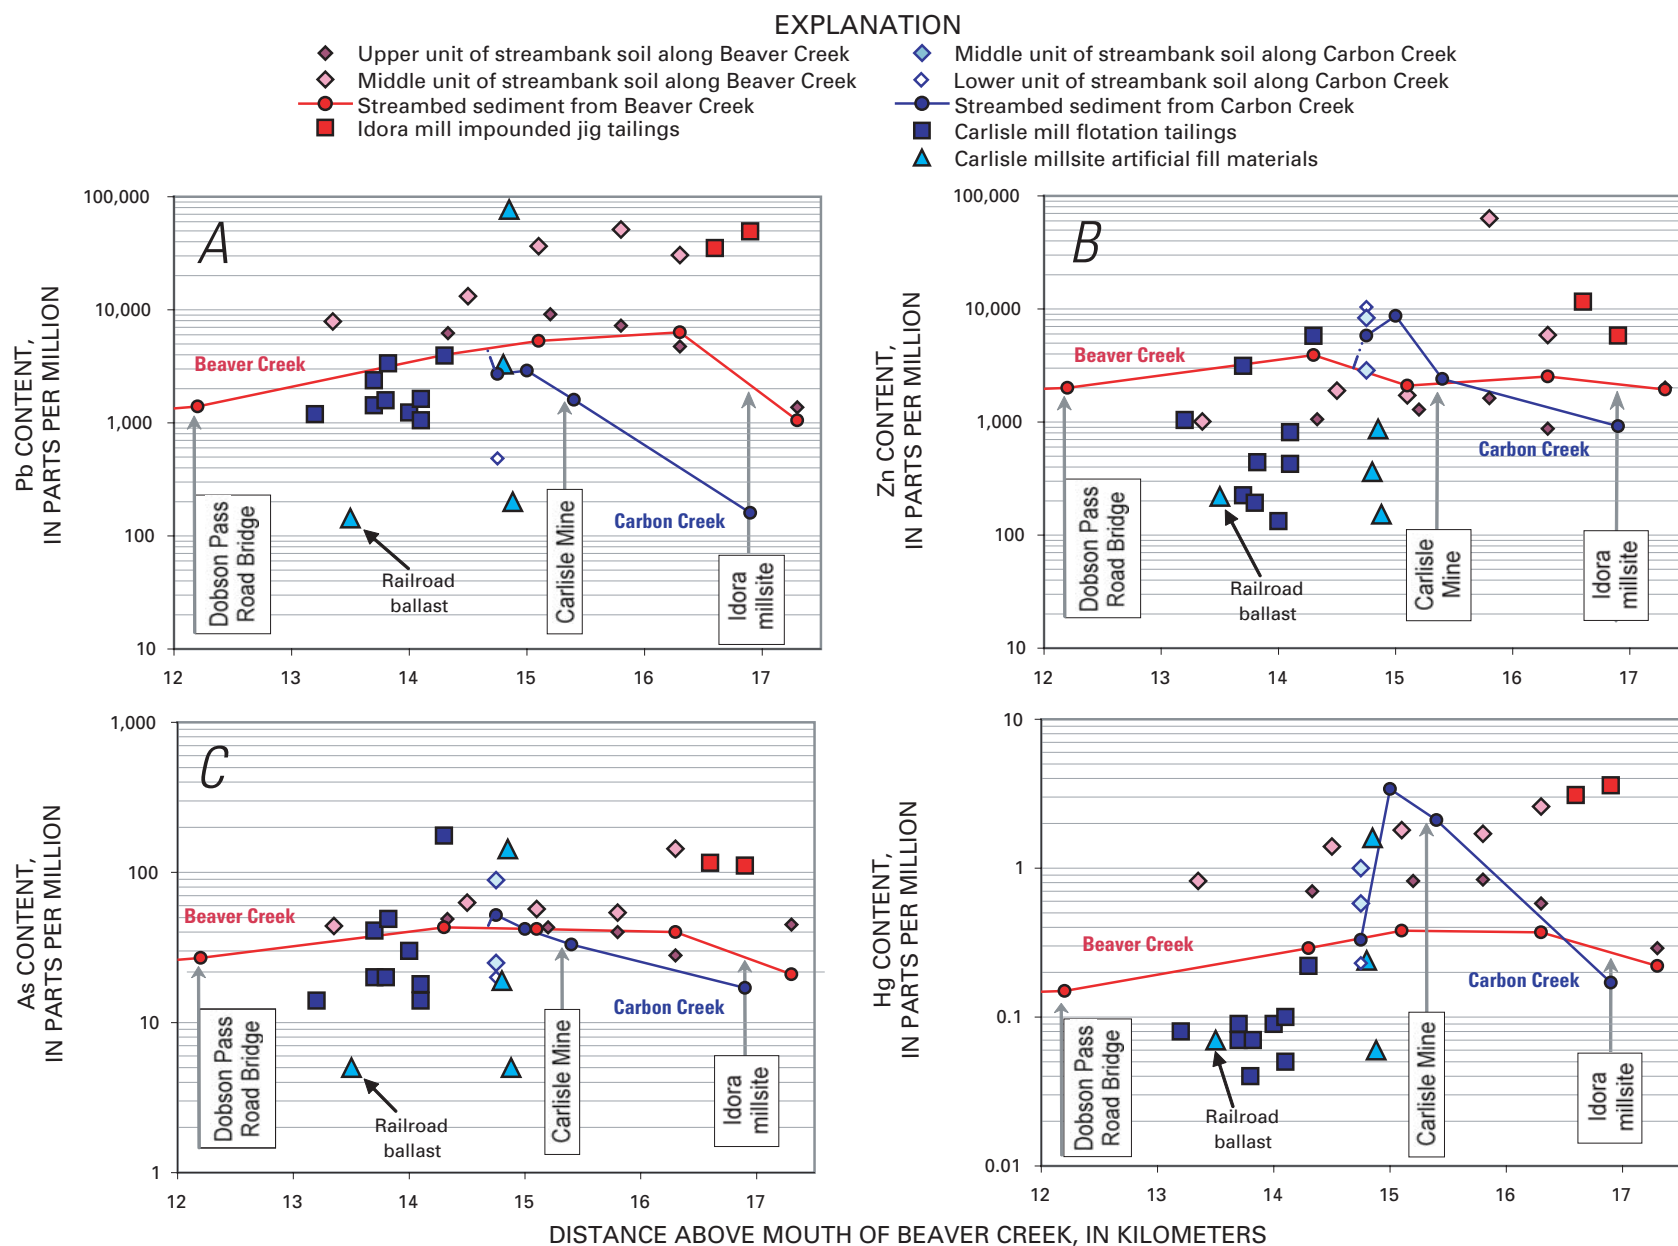 EXPLANATION
Upper unit of streambank soil along Beaver Creek
Middle unit of streambank soil along Beaver Creek
Streambed sediment from Beaver Creek
Idora mill impounded jig tailings
Middle unit of streambank soil along Carbon Creek
Lower unit of streambank soil along Carbon Creek
Streambed sediment from Carbon Creek
Carlisle mill flotation tailings
Carlisle millsite artificial fill materials
Pb CONTENT,
IN PARTS PER MILLION
100,000
10,000
1,000
100
10
A
Beaver Creek
Carbon Creek
Dobson Pass
Road Bridge
Railroad
ballast
Carlisle Mine
Idora
millsite
12 13 14 15 16 17
Zn CONTENT,
IN PARTS PER MILLION
100,000
10,000
1,000
100
10
B
Beaver Creek
Carbon Creek
Dobson Pass
Road Bridge
Railroad
ballast
Carlisle
Mine
Idora
millsite
12 13 14 15 16 17
As CONTENT,
IN PARTS PER MILLION
1,000
100
10
1
C
Beaver Creek
Carbon Creek
Dobson Pass
Road Bridge
Railroad
ballast
Carlisle Mine
Idora
millsite
12 13 14 15 16 17
Hg CONTENT,
IN PARTS PER MILLION
10
1
0.1
0.01
Beaver Creek
Carbon Creek
Dobson Pass
Road Bridge
Railroad
ballast
Carlisle Mine
Idora
millsite
12 13 14 15 16 17
DISTANCE ABOVE MOUTH OF BEAVER CREEK, IN KILOMETERS